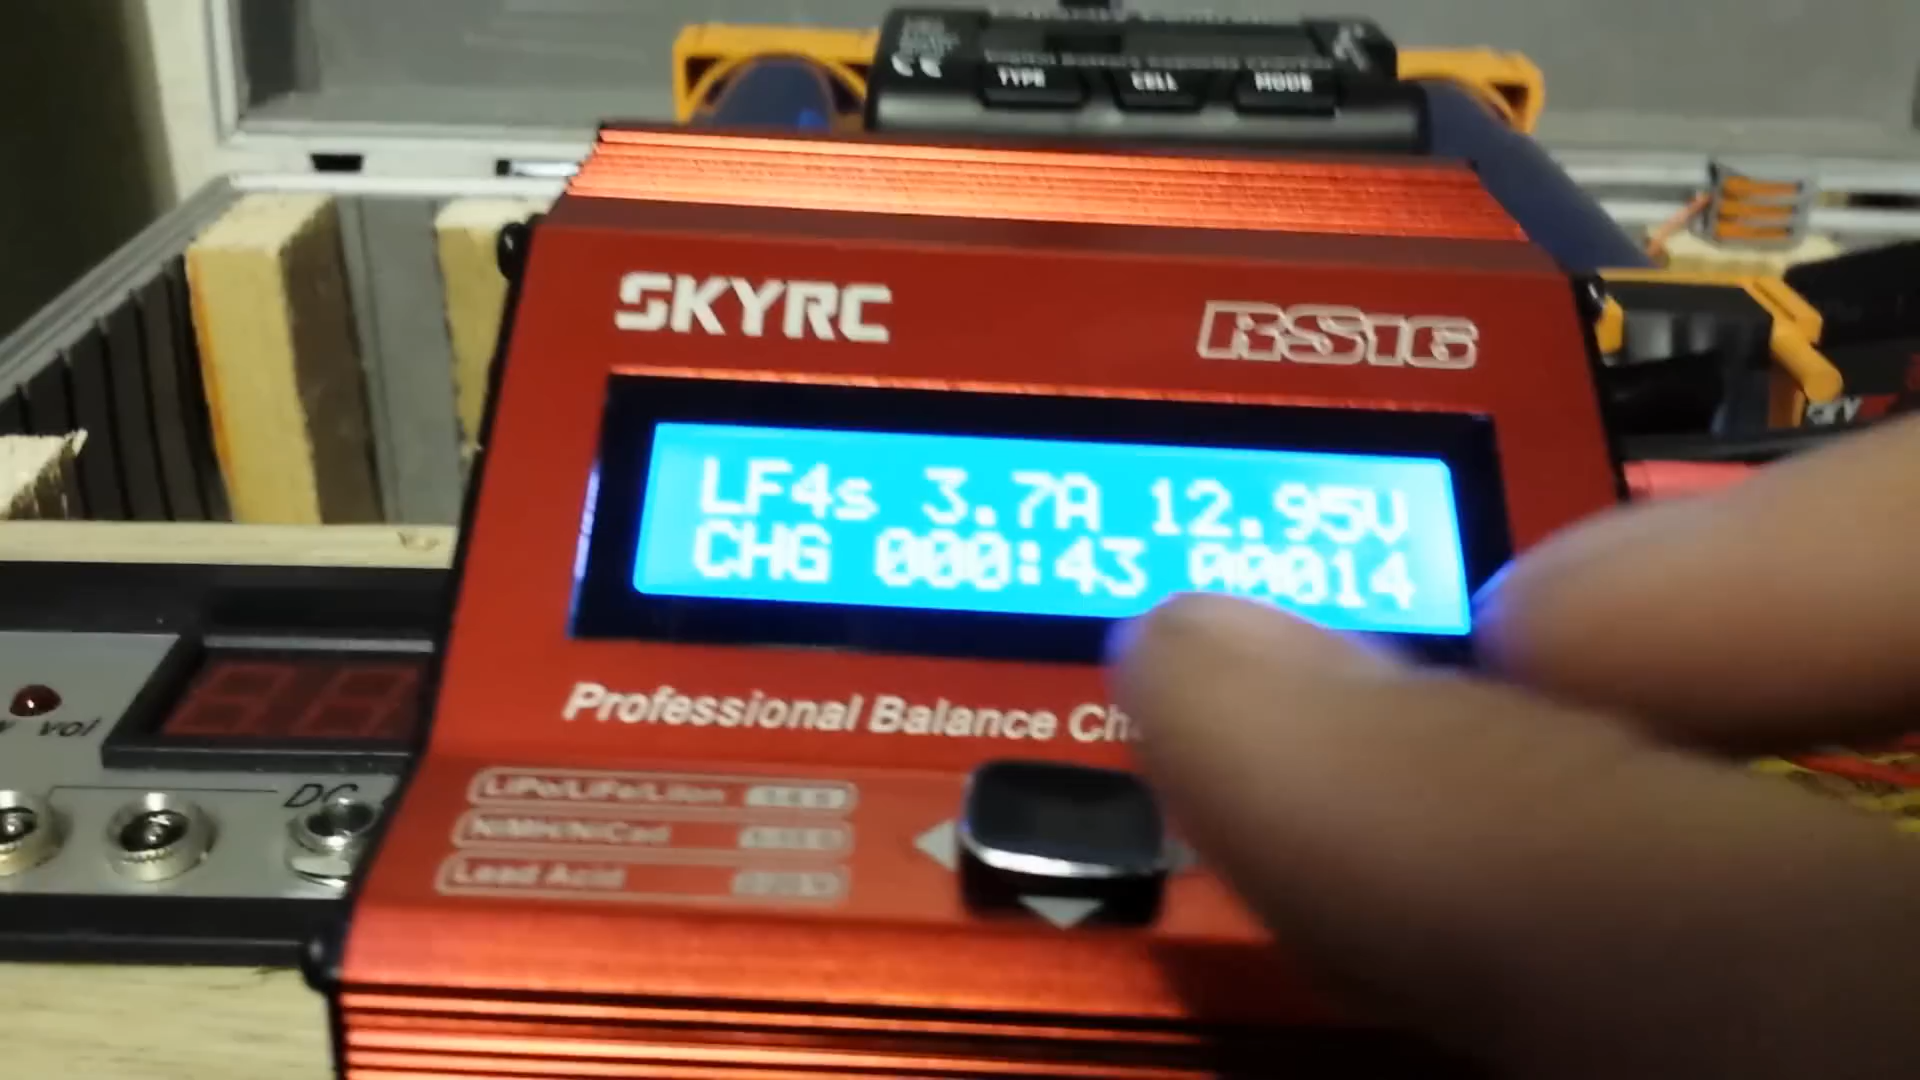 TYPE CELL MODE
SKYRC
RS16
LF4s 3.7A 12.95V
CHG 000:43 00014
Professional Balance
vol
DC
LiPo/LiFe/LiIon
NiMH/NiCad
Lead Acid